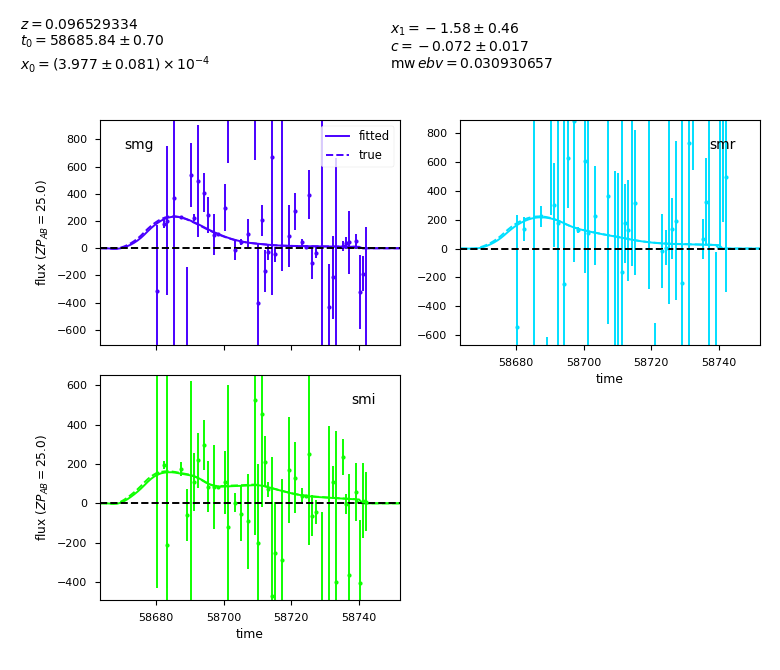 z = 0.096529334
t₀ = 58685.84 ± 0.70
x₀ = (3.977 ± 0.081) × 10⁻⁴
x₁ = −1.58 ± 0.46
c = −0.072 ± 0.017
mwebv = 0.030930657
smg
fitted
true
800
600
400
200
0
−200
−400
−600
flux (ZP_AB = 25.0)
smr
800
600
400
200
0
−200
−400
−600
58680 58700 58720 58740
time
smi
600
400
200
0
−200
−400
flux (ZP_AB = 25.0)
58680 58700 58720 58740
time